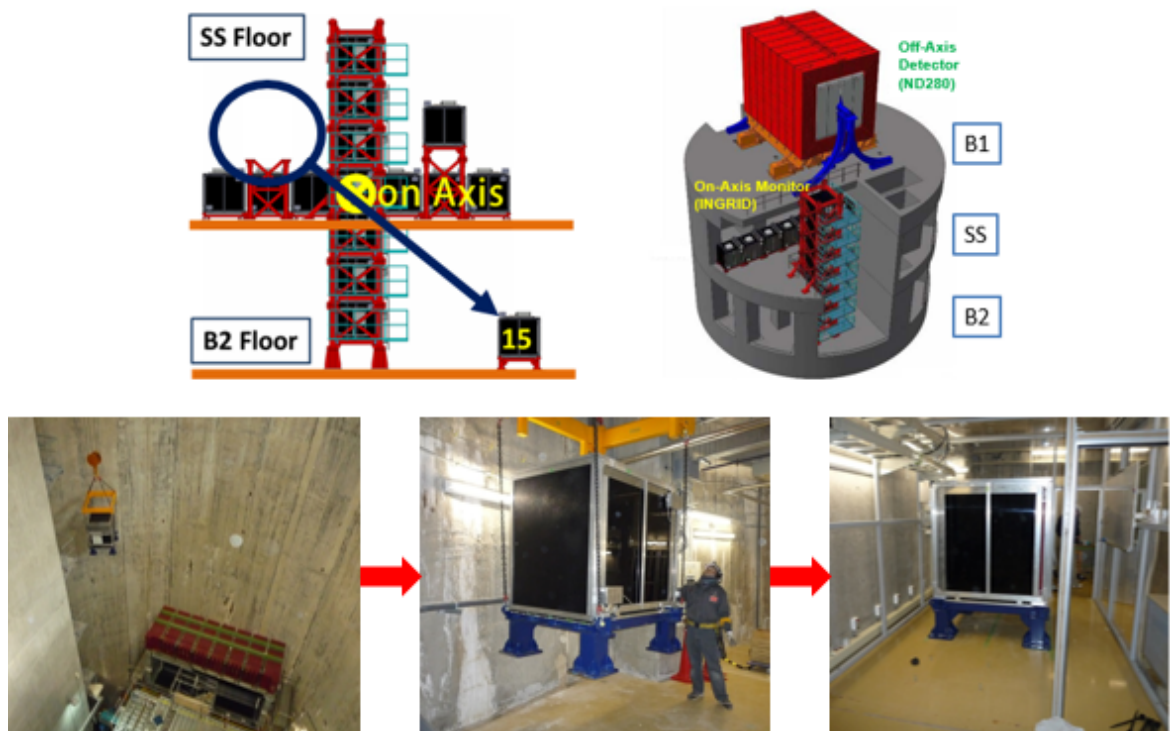 SS Floor
on Axis
B2 Floor
15
Off-Axis
Detector
(ND280)
B1
On-Axis Monitor
(INGRID)
SS
B2